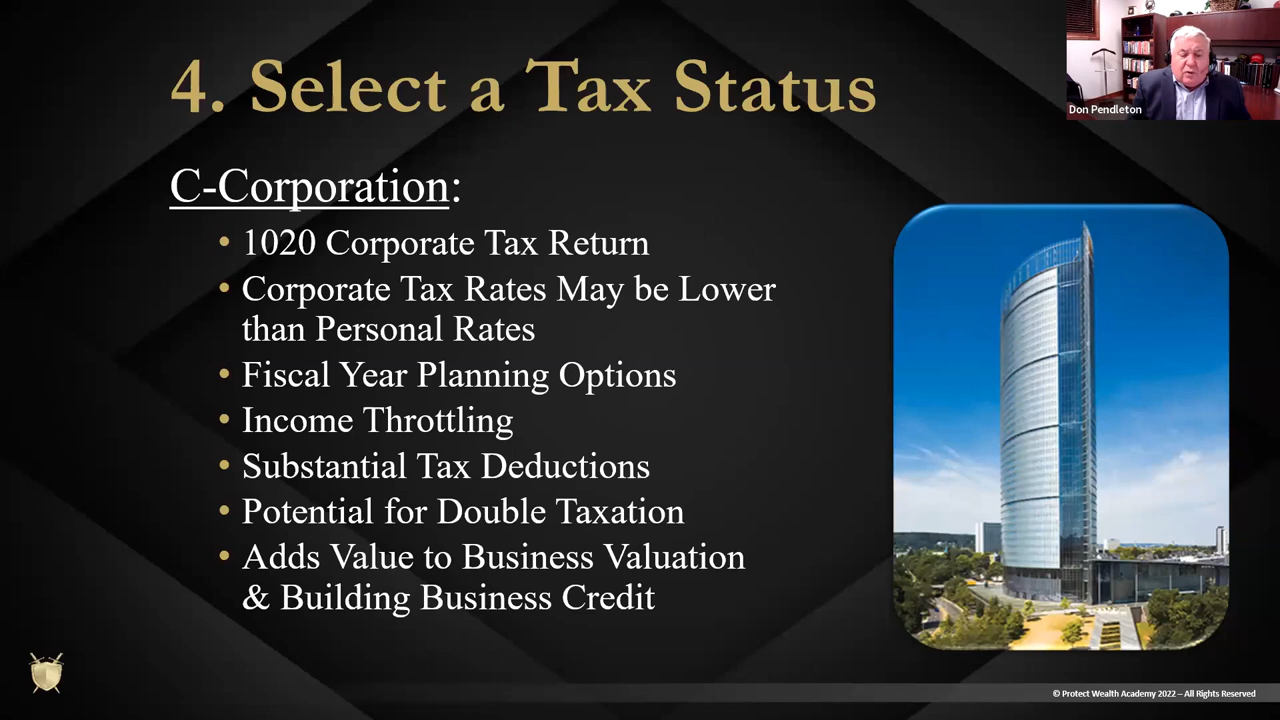 4. Select a Tax Status
Don Pendleton
C-Corporation:
• 1020 Corporate Tax Return
• Corporate Tax Rates May be Lower
than Personal Rates
• Fiscal Year Planning Options
• Income Throttling
• Substantial Tax Deductions
• Potential for Double Taxation
• Adds Value to Business Valuation
& Building Business Credit
© Protect Wealth Academy 2022 – All Rights Reserved